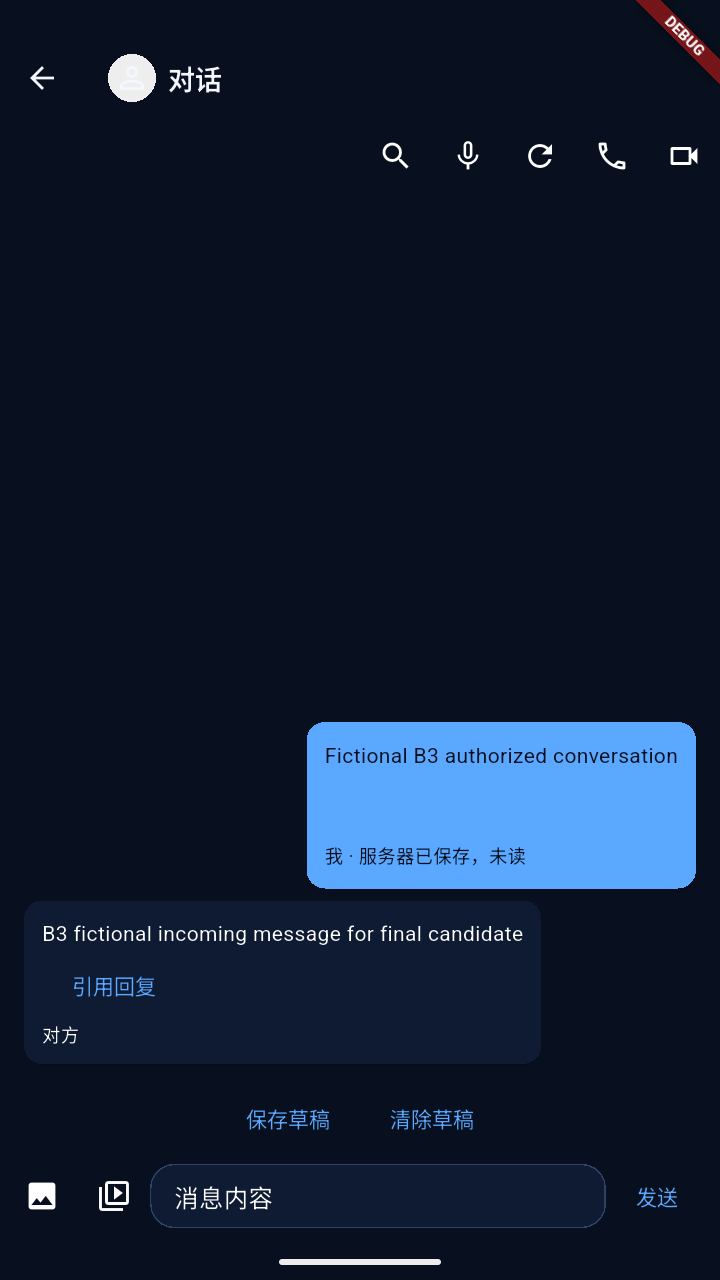 DEBUG
对话
Fictional B3 authorized conversation
我 · 服务器已保存，未读
B3 fictional incoming message for final candidate
引用回复
对方
保存草稿 清除草稿
消息内容 发送